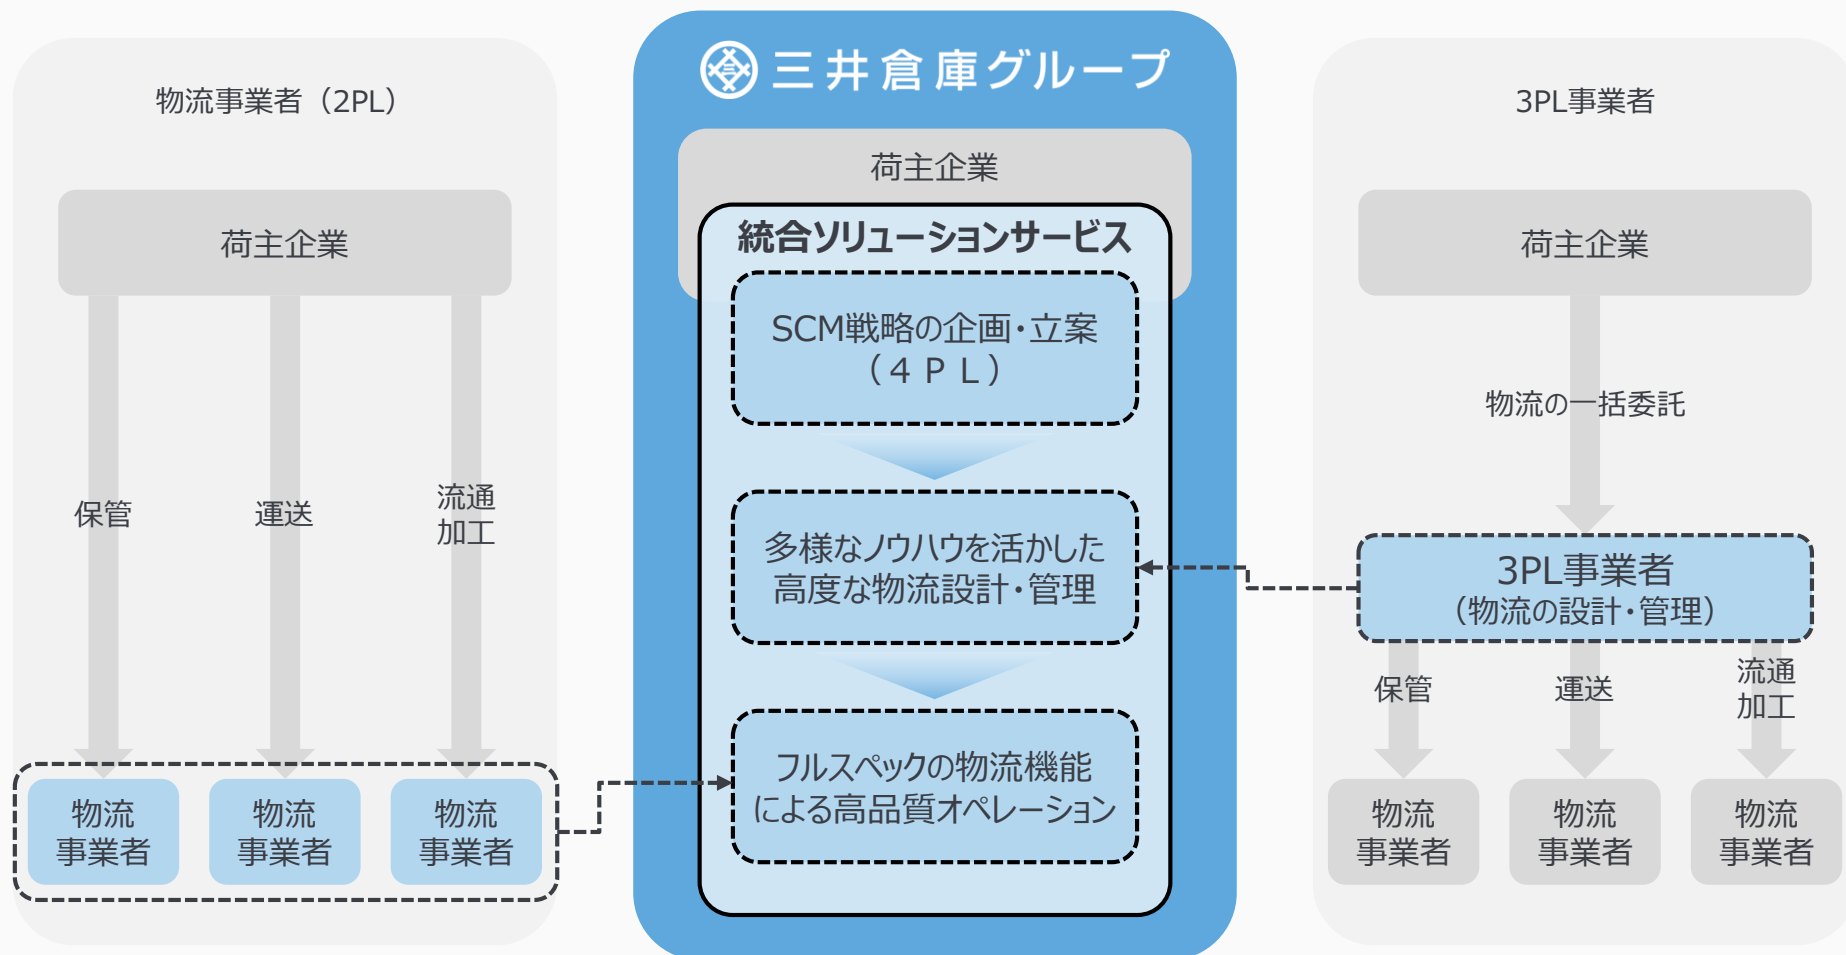 物流事業者（2PL）
荷主企業
保管
運送
流通
加工
物流
事業者
物流
事業者
物流
事業者
三井倉庫グループ
荷主企業
統合ソリューションサービス
SCM戦略の企画・立案
（４ＰＬ）
多様なノウハウを活かした
高度な物流設計・管理
フルスペックの物流機能
による高品質オペレーション
3PL事業者
荷主企業
物流の一括委託
3PL事業者
（物流の設計・管理）
保管
運送
流通
加工
物流
事業者
物流
事業者
物流
事業者